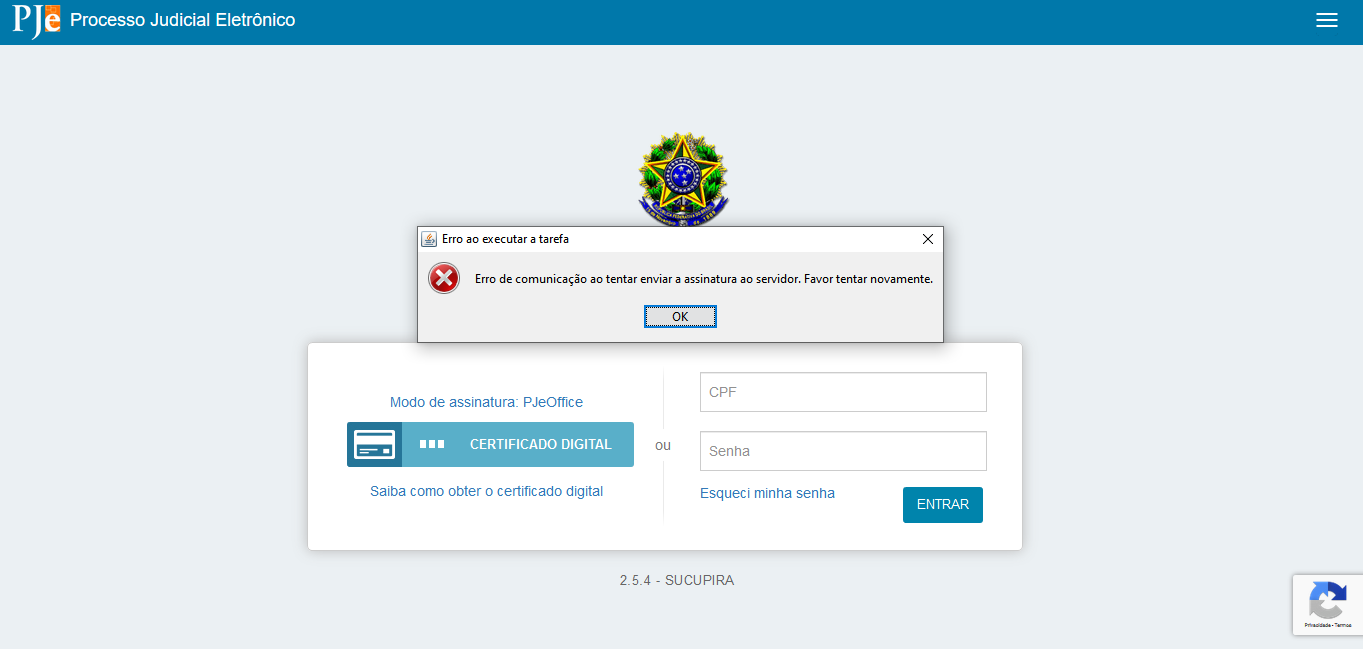 PJe Processo Judicial Eletrônico
Erro ao executar a tarefa
Erro de comunicação ao tentar enviar a assinatura ao servidor. Favor tentar novamente.
OK
Modo de assinatura: PJeOffice
CERTIFICADO DIGITAL
Saiba como obter o certificado digital
ou
CPF
Senha
Esqueci minha senha
ENTRAR
2.5.4 - SUCUPIRA
Privacidade - Termos